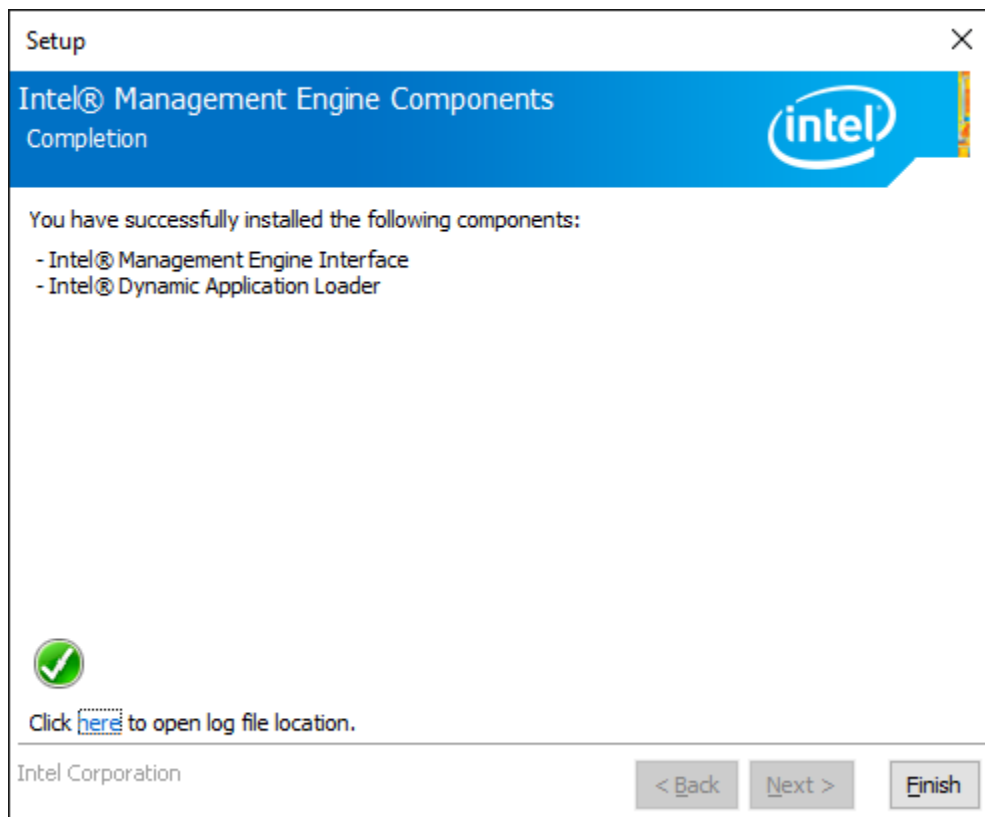 Setup
Intel® Management Engine Components
Completion
intel
You have successfully installed the following components:
- Intel® Management Engine Interface
- Intel® Dynamic Application Loader
Click here to open log file location.
Intel Corporation
< Back Next > Finish